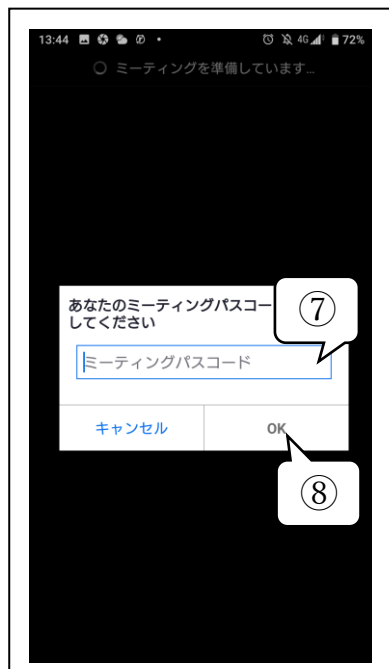 13:44 72%
4G
ミーティングを準備しています...
あなたのミーティングパスコー
してください
⑦
ミーティングパスコード
キャンセル OK
⑧